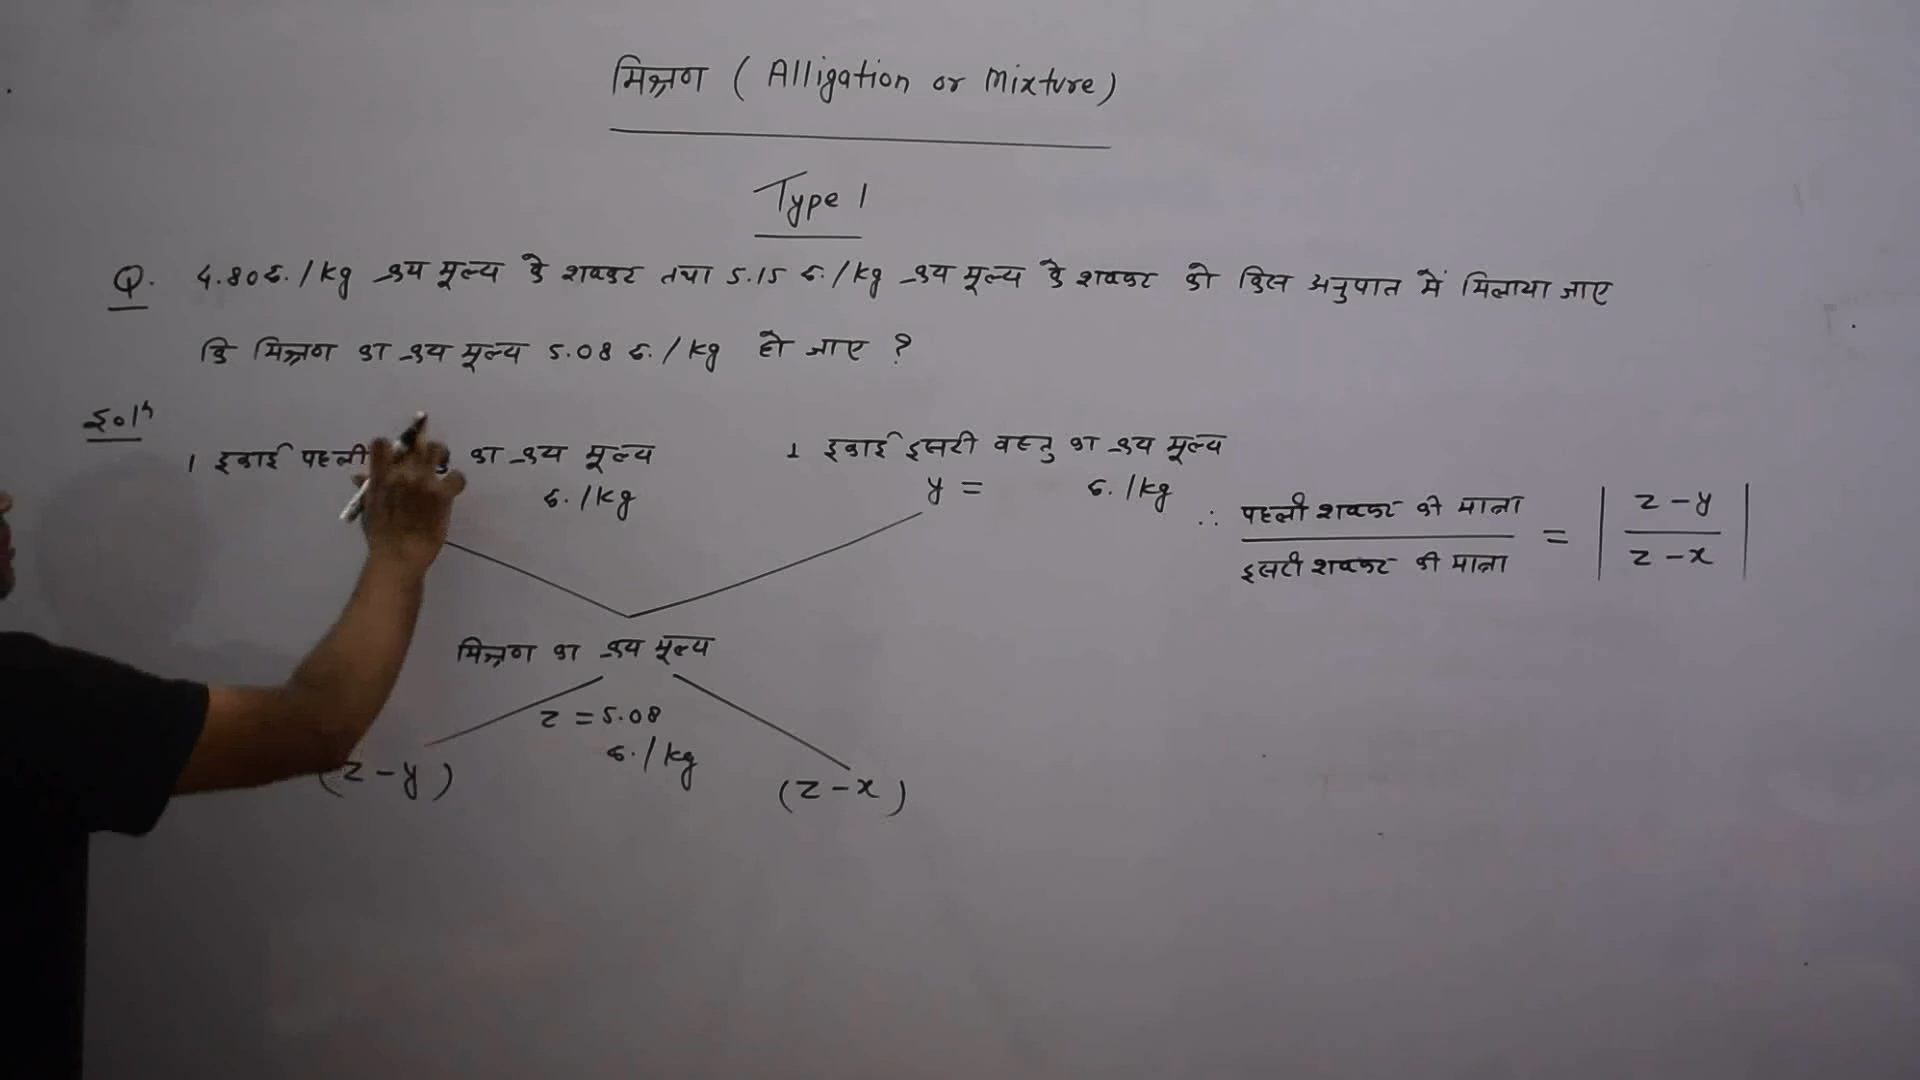 मिश्रण ( Alligation or Mixture )
Type 1
Q. 4.80 रु. /kg क्रय मूल्य के शक्कर तथा 5.15 रु. /kg क्रय मूल्य के शक्कर को किस अनुपात में मिलाया जाए
कि मिश्रण का क्रय मूल्य 5.08 रु. /kg हो जाए ?
Solⁿ
1 इकाई पहली का क्रय मूल्य
रु. /kg
1 इकाई दूसरी वस्तु का क्रय मूल्य
y = रु. /kg
∴ पहली शक्कर की मात्रा / दूसरी शक्कर की मात्रा = | z - y / z - x |
मिश्रण का क्रय मूल्य
z = 5.08
रु. /kg
(z - y)
(z - x)